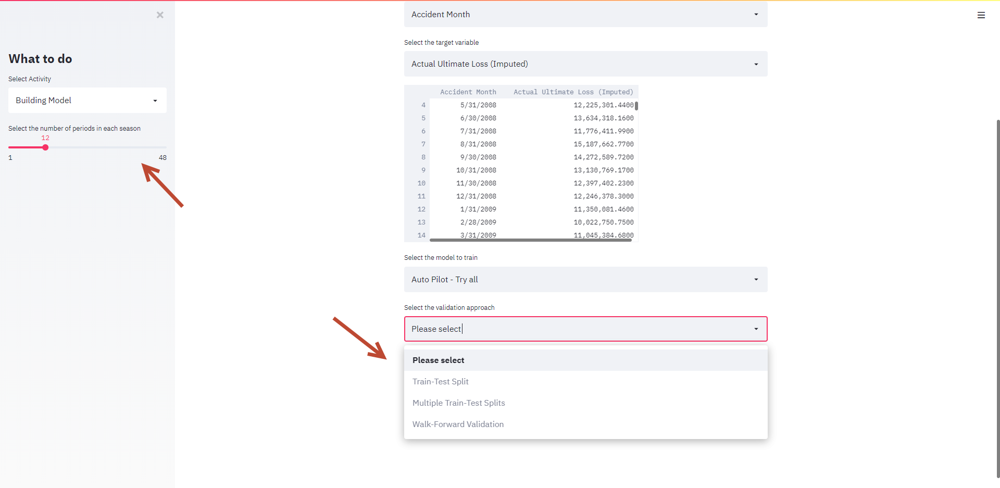 ×
What to do
Select Activity
Building Model
Select the number of periods in each season
12
1 48
Accident Month
Select the target variable
Actual Ultimate Loss (Imputed)
Accident Month Actual Ultimate Loss (Imputed)
4 5/31/2008 12,225,301.4400
5 6/30/2008 13,634,318.1600
6 7/31/2008 11,776,411.9900
7 8/31/2008 15,187,662.7700
8 9/30/2008 14,272,589.7200
9 10/31/2008 13,130,769.1700
10 11/30/2008 12,397,402.2300
11 12/31/2008 12,246,378.3000
12 1/31/2009 11,350,081.4600
13 2/28/2009 10,022,750.7500
14 3/31/2009 11,045,384.6800
Select the model to train
Auto Pilot - Try all
Select the validation approach
Please select
Please select
Train-Test Split
Multiple Train-Test Splits
Walk-Forward Validation